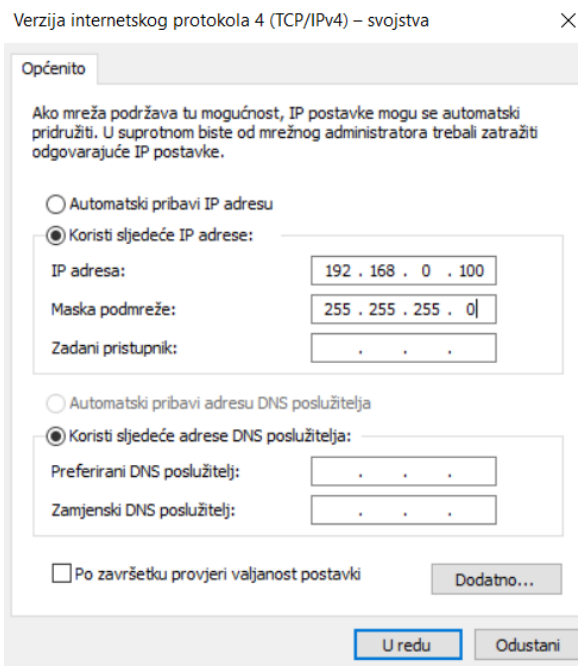 Verzija internetskog protokola 4 (TCP/IPv4) – svojstva
Općenito
Ako mreža podržava tu mogućnost, IP postavke mogu se automatski
pridružiti. U suprotnom biste od mrežnog administratora trebali zatražiti
odgovarajuće IP postavke.
Automatski pribavi IP adresu
Koristi sljedeće IP adrese:
IP adresa: 192 . 168 . 0 . 100
Maska podmreže: 255 . 255 . 255 . 0
Zadani pristupnik: . . .
Automatski pribavi adresu DNS poslužitelja
Koristi sljedeće adrese DNS poslužitelja:
Preferirani DNS poslužitelj: . . .
Zamjenski DNS poslužitelj: . . .
Po završetku provjeri valjanost postavki
Dodatno...
U redu Odustani